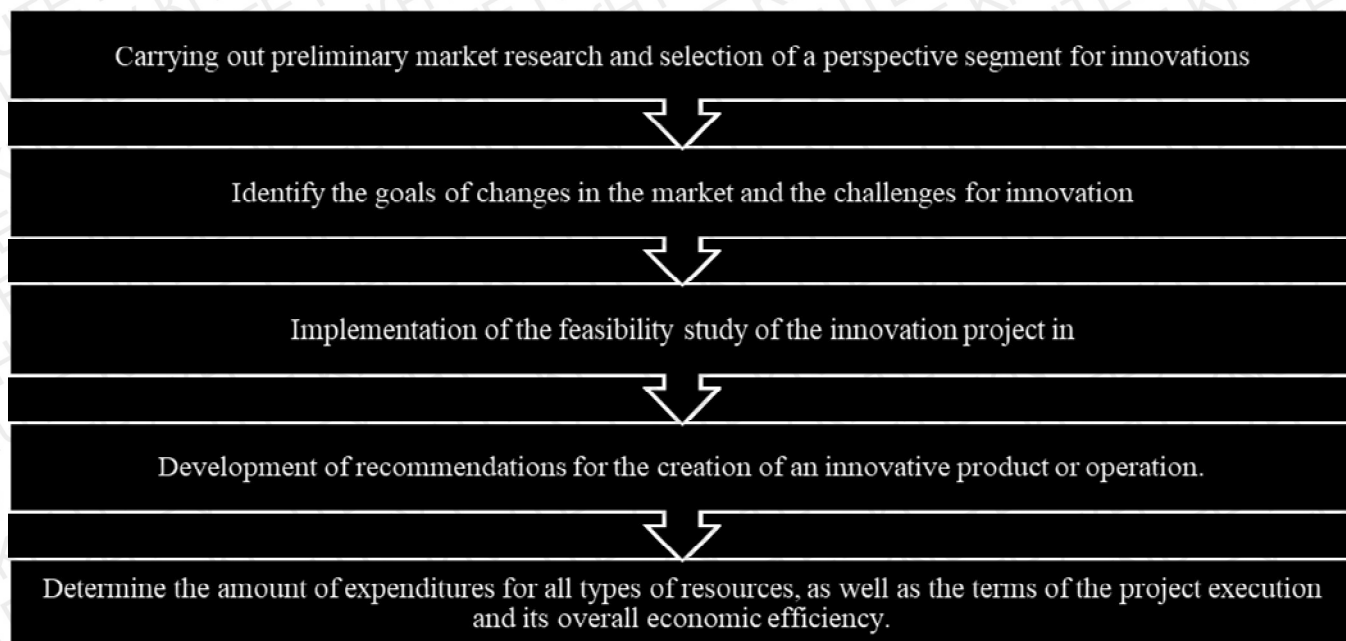 Carrying out preliminary market research and selection of a perspective segment for innovations
Identify the goals of changes in the market and the challenges for innovation
Implementation of the feasibility study of the innovation project in
Development of recommendations for the creation of an innovative product or operation.
Determine the amount of expenditures for all types of resources, as well as the terms of the project execution
and its overall economic efficiency.